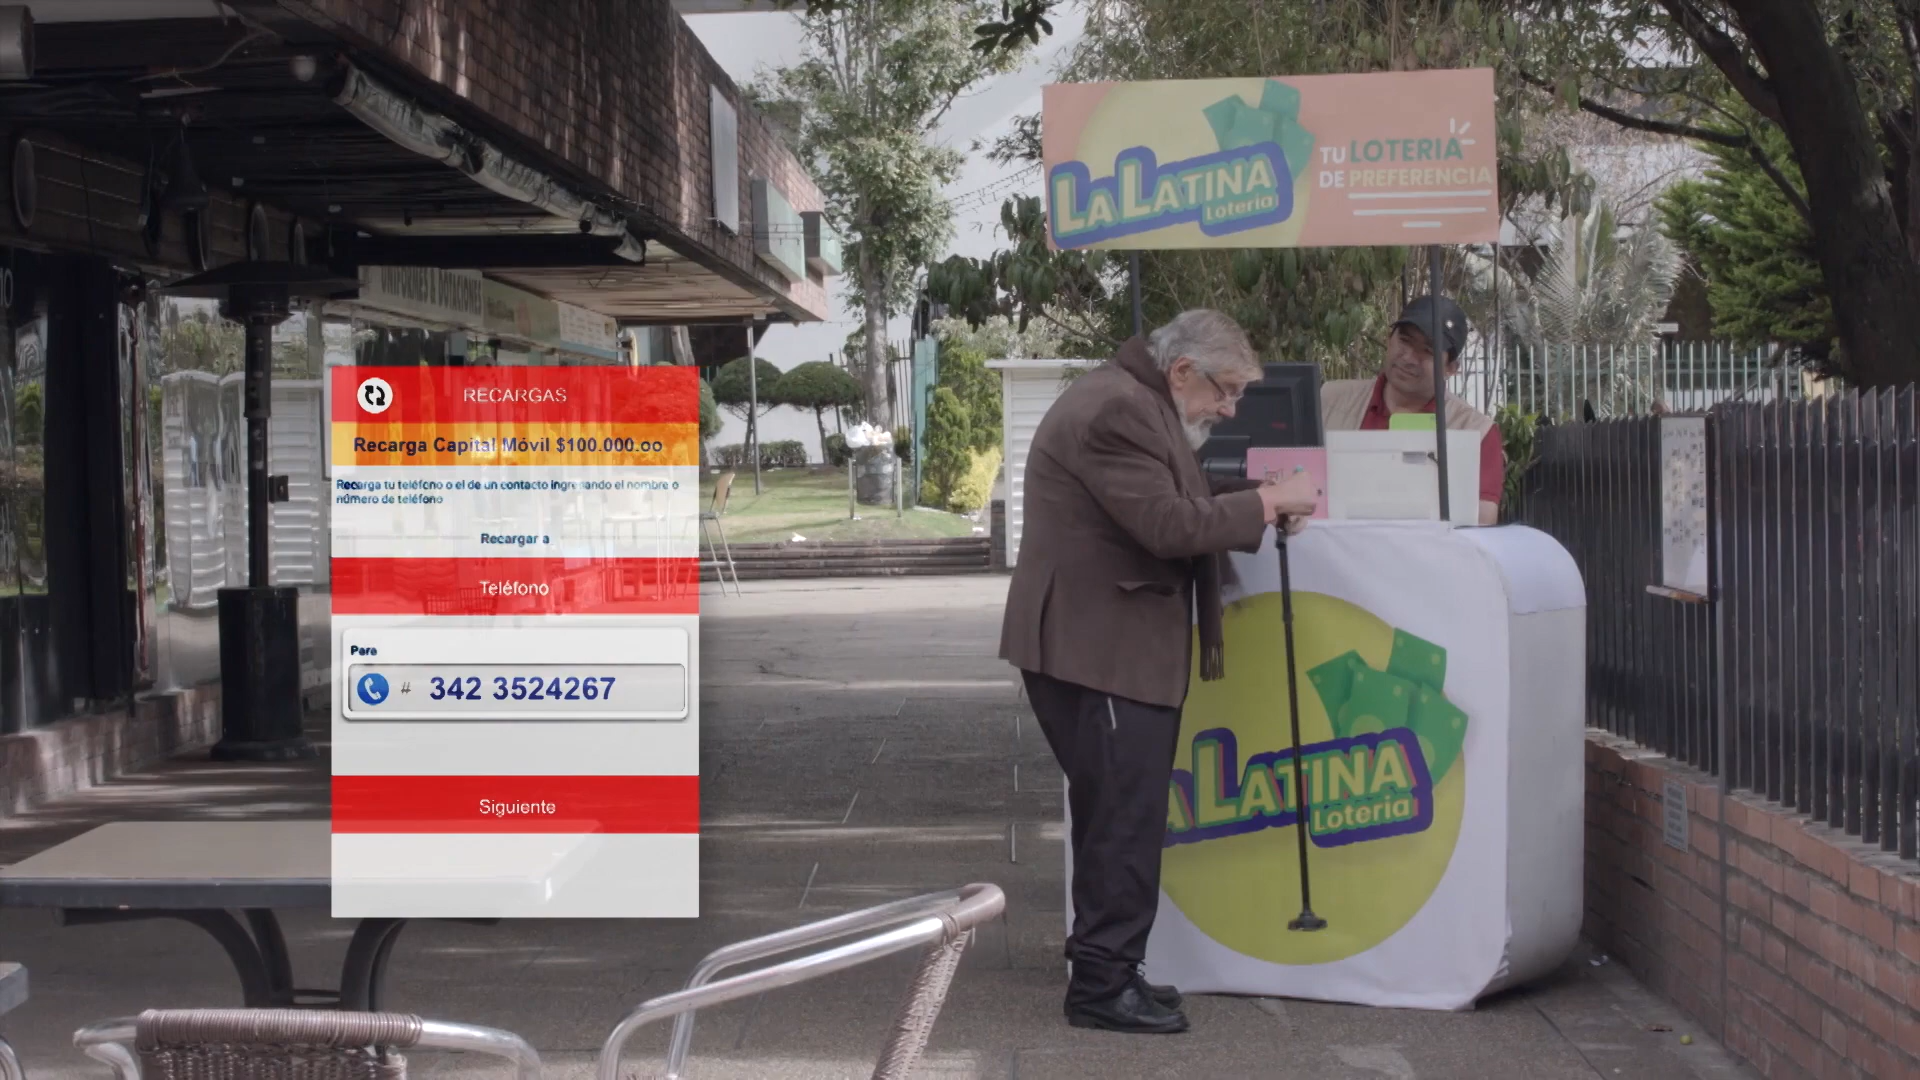 LA LATINA
Lotería
TU LOTERIA
DE PREFERENCIA
RECARGAS
Recarga Capital Móvil $100.000.oo
Recarga tu teléfono o el de un contacto ingresando el nombre o
número de teléfono
Recargar a
Teléfono
Para
# 342 3524267
Siguiente
A LATINA
Lotería